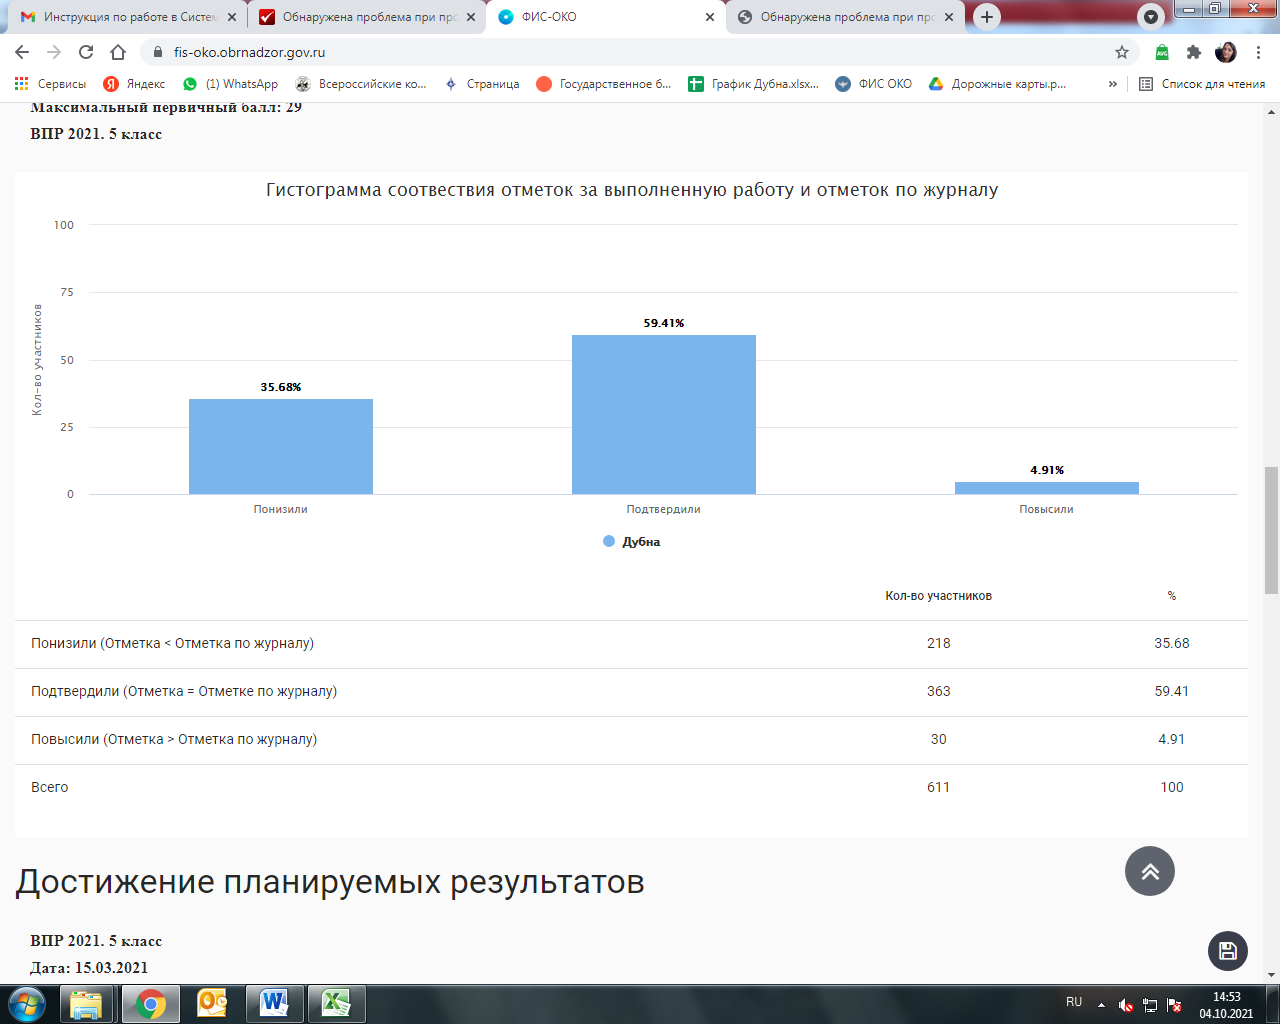 Инструкция по работе в Систем
Обнаружена проблема при про
ФИС-ОКО
Обнаружена проблема при про
fis-oko.obrnadzor.gov.ru
Сервисы
Яндекс
(1) WhatsApp
Всероссийские ко...
Страница
Государственное б...
График Дубна.xlsx...
ФИС ОКО
Дорожные карты.р...
»
Список для чтения
Максимальный первичный балл: 29
ВПР 2021. 5 класс
Гистограмма соотвествия отметок за выполненную работу и отметок по журналу
Кол-во участников
100
75
50
25
0
35.68%
59.41%
4.91%
Понизили
Подтвердили
Повысили
Дубна
Кол-во участников %
Понизили (Отметка < Отметка по журналу) 218 35.68
Подтвердили (Отметка = Отметке по журналу) 363 59.41
Повысили (Отметка > Отметка по журналу) 30 4.91
Всего 611 100
Достижение планируемых результатов
ВПР 2021. 5 класс
Дата: 15.03.2021
RU
14:53
04.10.2021